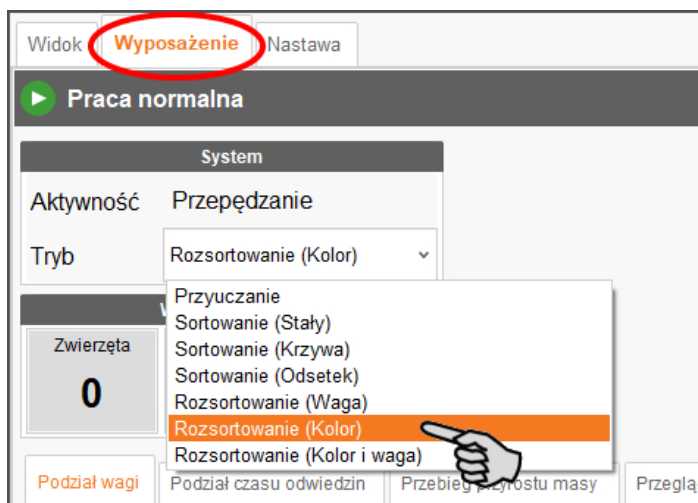 Widok Wyposażenie Nastawa
Praca normalna
System
Aktywność Przepędzanie
Tryb Rozsortowanie (Kolor)
Przyuczanie
Sortowanie (Stały)
Zwierzęta Sortowanie (Krzywa)
Sortowanie (Odsetek)
0 Rozsortowanie (Waga)
Rozsortowanie (Kolor)
Rozsortowanie (Kolor i waga)
Podział wagi Podział czasu odwiedzin Przebieg przyrostu masy